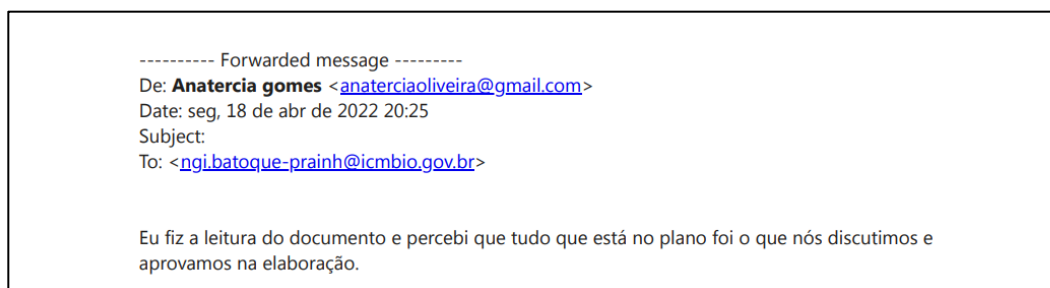 ---------- Forwarded message ---------
De: Anatercia gomes <anaterciaoliveira@gmail.com>
Date: seg, 18 de abr de 2022 20:25
Subject:
To: <ngi.batoque-prainh@icmbio.gov.br>
Eu fiz a leitura do documento e percebi que tudo que está no plano foi o que nós discutimos e
aprovamos na elaboração.